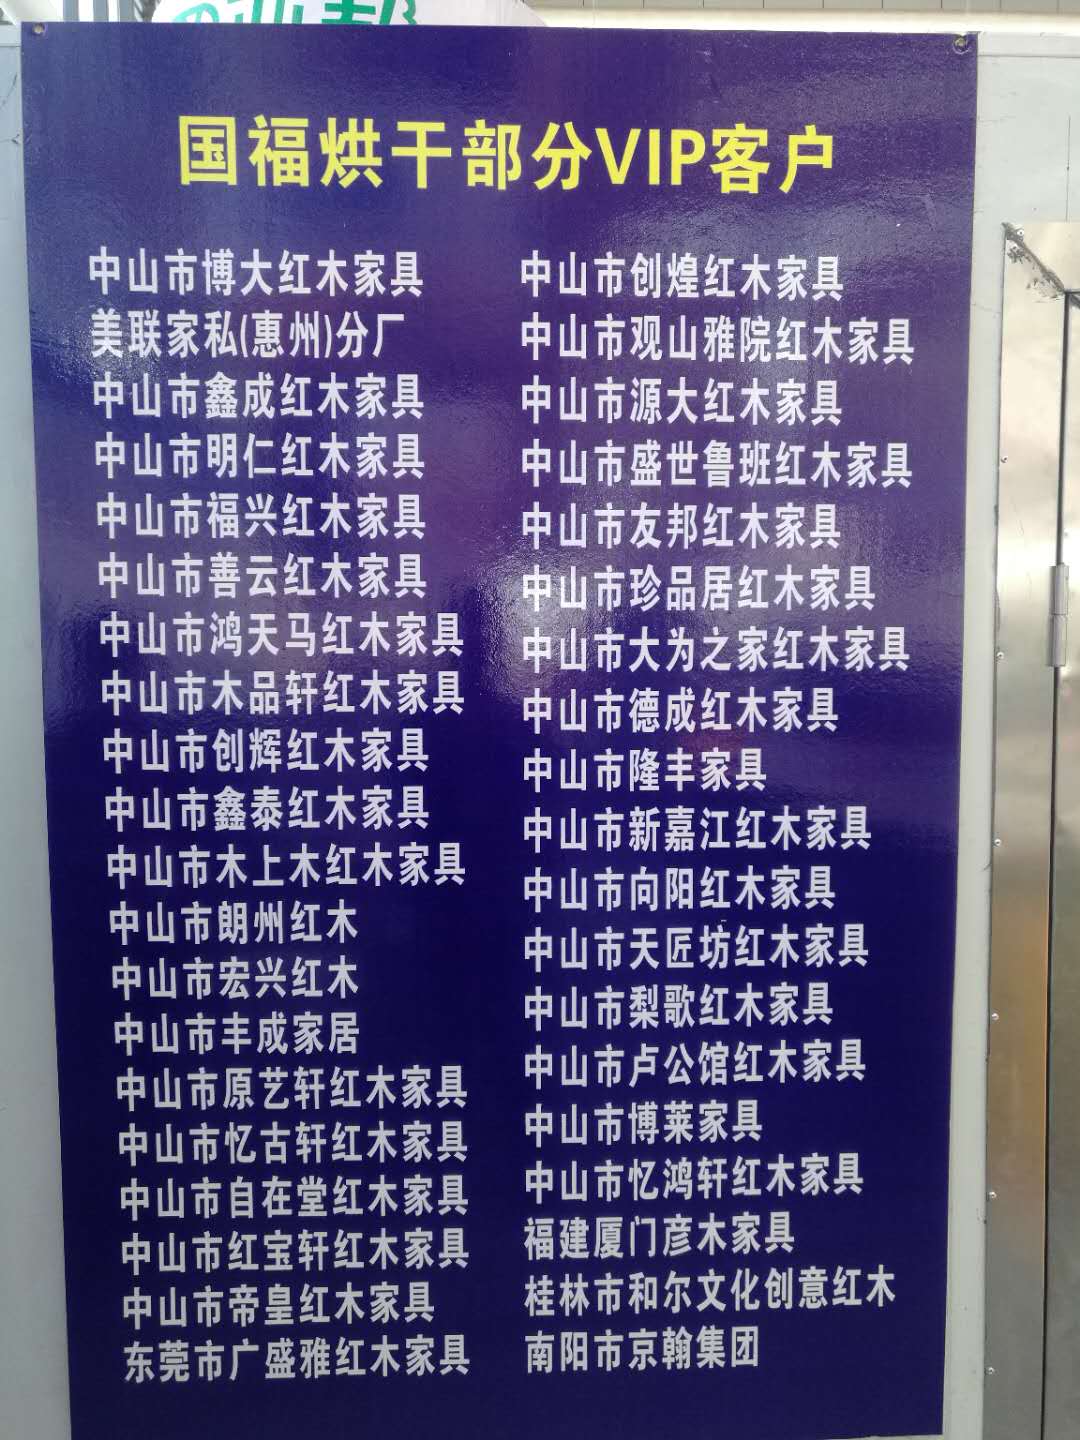 国福烘干部分VIP客户
中山市博大红木家具
美联家私(惠州)分厂
中山市鑫成红木家具
中山市明仁红木家具
中山市福兴红木家具
中山市善云红木家具
中山市鸿天马红木家具
中山市木品轩红木家具
中山市创辉红木家具
中山市鑫泰红木家具
中山市木上木红木家具
中山市朗州红木
中山市宏兴红木
中山市丰成家居
中山市原艺轩红木家具
中山市忆古轩红木家具
中山市自在堂红木家具
中山市红宝轩红木家具
中山市帝皇红木家具
东莞市广盛雅红木家具
中山市创煌红木家具
中山市观山雅院红木家具
中山市源大红木家具
中山市盛世鲁班红木家具
中山市友邦红木家具
中山市珍品居红木家具
中山市大为之家红木家具
中山市德成红木家具
中山市隆丰家具
中山市新嘉江红木家具
中山市向阳红木家具
中山市天匠坊红木家具
中山市梨歌红木家具
中山市卢公馆红木家具
中山市博莱家具
中山市忆鸿轩红木家具
福建厦门彦木家具
桂林市和尔文化创意红木
南阳市京翰集团